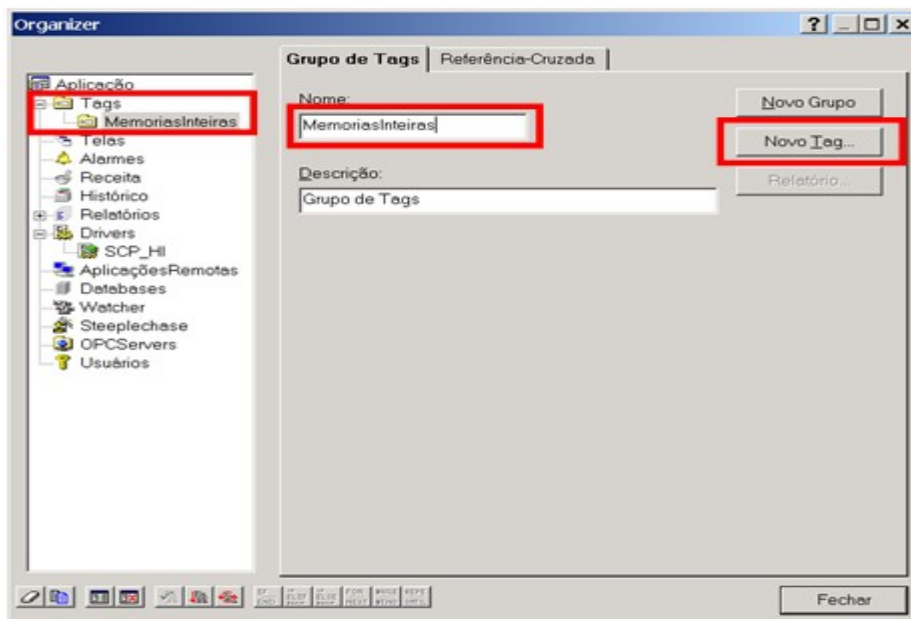 Organizer
Grupo de Tags
Referência-Cruzada
Aplicação
Tags
MemoriasInteiras
Telas
Alarmes
Receita
Histórico
Relatórios
Drivers
SCP_HI
AplicaçõesRemotas
Databases
Watcher
Steeplechase
OPCServers
Usuários
Nome:
MemoriasInteiras
Descrição:
Grupo de Tags
Novo Grupo
Novo Tag...
Relatório...
Fechar